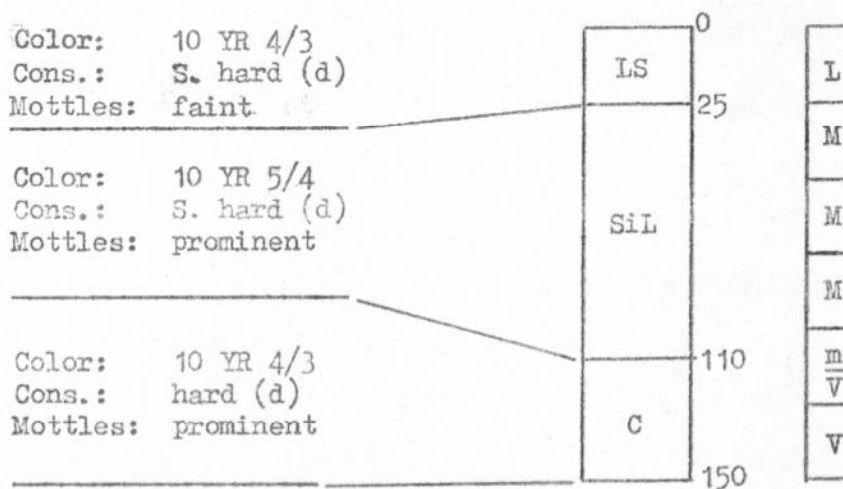 Color: 10 YR 4/3
Cons.: S. hard (d)
Mottles: faint
Color: 10 YR 5/4
Cons.: S. hard (d)
Mottles: prominent
Color: 10 YR 4/3
Cons.: hard (d)
Mottles: prominent
0
LS
25
SiL
110
C
150
L
M
M
M
m
V
V